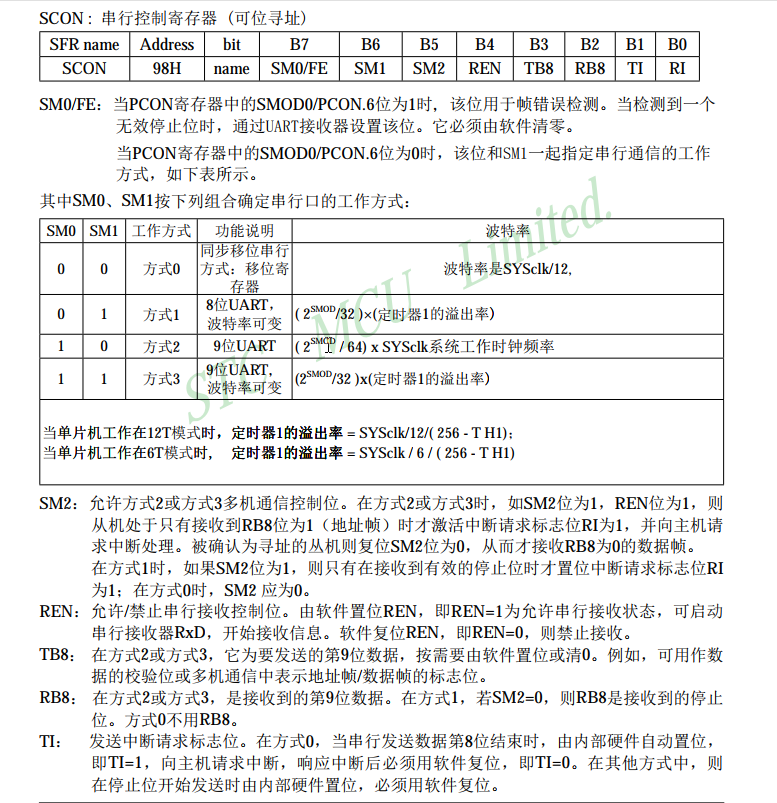 SCON : 串行控制寄存器 (可位寻址)
SFR name Address bit B7 B6 B5 B4 B3 B2 B1 B0
SCON 98H name SM0/FE SM1 SM2 REN TB8 RB8 TI RI
SM0/FE：当PCON寄存器中的SMOD0/PCON.6位为1时，该位用于帧错误检测。当检测到一个
无效停止位时，通过UART接收器设置该位。它必须由软件清零。
当PCON寄存器中的SMOD0/PCON.6位为0时，该位和SM1一起指定串行通信的工作
方式，如下表所示。
其中SM0、SM1按下列组合确定串行口的工作方式：
SM0 SM1 工作方式 功能说明 波特率
0 0 方式0 同步移位串行
方式：移位寄
存器 波特率是SYSclk/12,
0 1 方式1 8位UART，
波特率可变 ( 2SMOD/32 )×(定时器1的溢出率)
1 0 方式2 9位UART ( 2SMOD / 64) x SYSclk系统工作时钟频率
1 1 方式3 9位UART，
波特率可变 (2SMOD/32 )x(定时器1的溢出率)
当单片机工作在12T模式时，定时器1的溢出率 = SYSclk/12/( 256 - T H1)；
当单片机工作在6T模式时， 定时器1的溢出率 = SYSclk / 6 / ( 256 - T H1)
SM2：允许方式2或方式3多机通信控制位。在方式2或方式3时，如SM2位为1，REN位为1，则
从机处于只有接收到RB8位为1（地址帧）时才激活中断请求标志位RI为1，并向主机请
求中断处理。被确认为寻址的从机则复位SM2位为0，从而才接收RB8为0的数据帧。
在方式1时，如果SM2位为1，则只有在接收到有效的停止位时才置位中断请求标志位RI
为1；在方式0时，SM2 应为0。
REN：允许/禁止串行接收控制位。由软件置位REN，即REN=1为允许串行接收状态，可启动
串行接收器RxD，开始接收信息。软件复位REN，即REN=0，则禁止接收。
TB8： 在方式2或方式3，它为要发送的第9位数据，按需要由软件置位或清0。例如，可用作数
据的校验位或多机通信中表示地址帧/数据帧的标志位。
RB8： 在方式2或方式3，是接收到的第9位数据。在方式1，若SM2=0，则RB8是接收到的停止
位。方式0不用RB8。
TI： 发送中断请求标志位。在方式0，当串行发送数据第8位结束时，由内部硬件自动置位，
即TI=1，向主机请求中断，响应中断后必须用软件复位，即TI=0。在其他方式中，则
在停止位开始发送时由内部硬件置位，必须用软件复位。
STC MCU Limited.